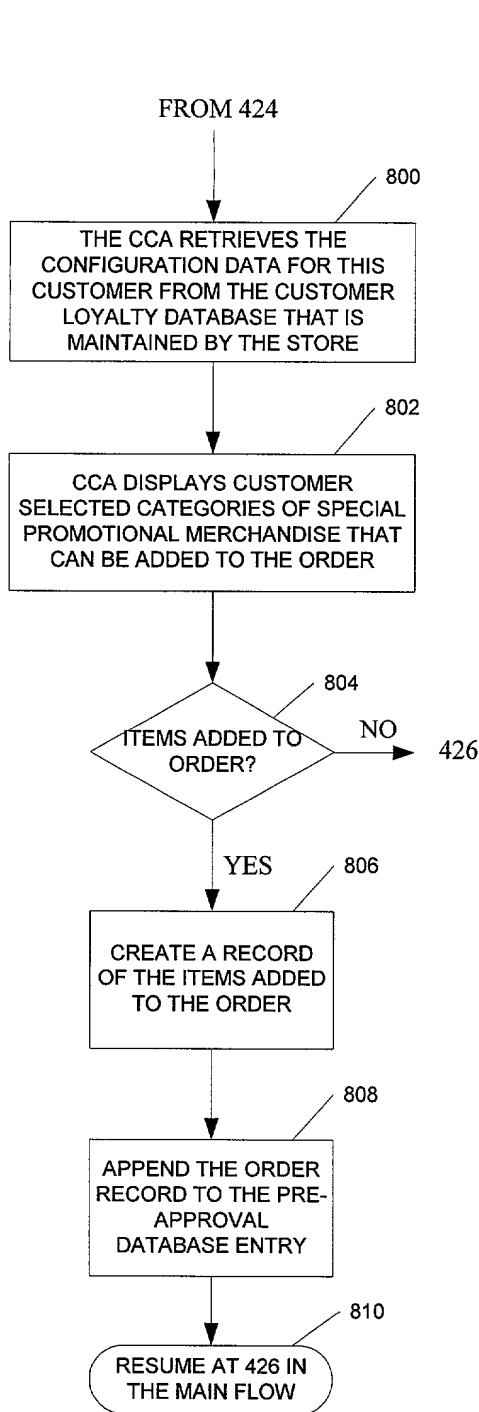 FROM 424
800
THE CCA RETRIEVES THE
CONFIGURATION DATA FOR THIS
CUSTOMER FROM THE CUSTOMER
LOYALTY DATABASE THAT IS
MAINTAINED BY THE STORE
802
CCA DISPLAYS CUSTOMER
SELECTED CATEGORIES OF SPECIAL
PROMOTIONAL MERCHANDISE THAT
CAN BE ADDED TO THE ORDER
804
ITEMS ADDED TO
ORDER?
NO
426
YES
806
CREATE A RECORD
OF THE ITEMS ADDED
TO THE ORDER
808
APPEND THE ORDER
RECORD TO THE PRE-
APPROVAL
DATABASE ENTRY
810
RESUME AT 426 IN
THE MAIN FLOW